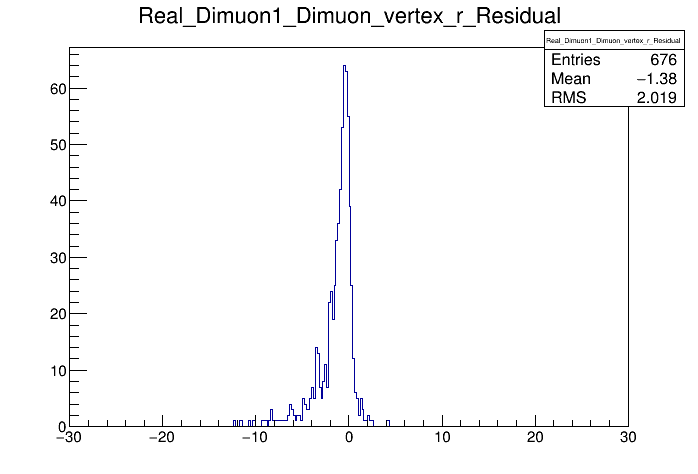 Real_Dimuon1_Dimuon_vertex_r_Residual
Real_Dimuon1_Dimuon_vertex_r_Residual
Entries 676
Mean −1.38
RMS 2.019
60
50
40
30
20
10
0
−30 −20 −10 0 10 20 30